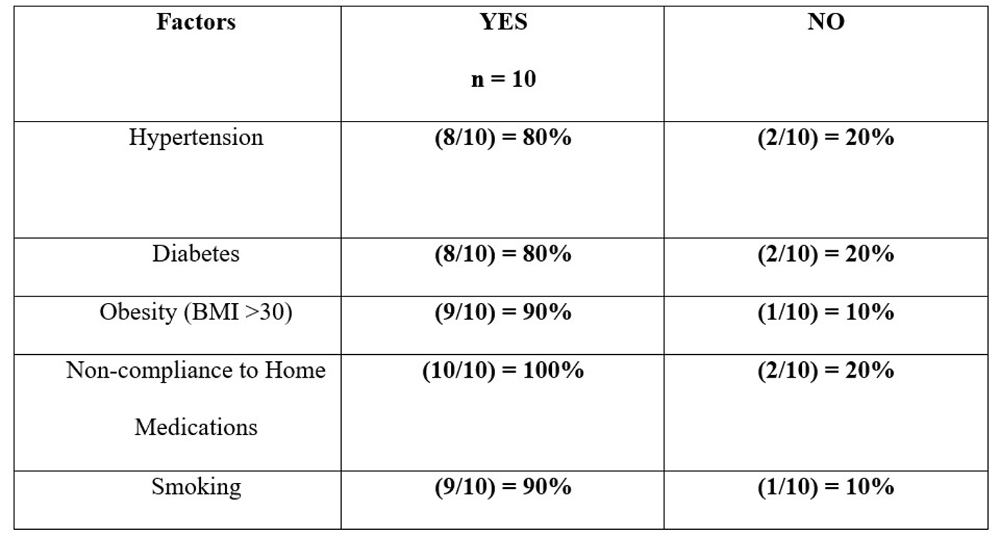 Factors YES NO
n = 10
Hypertension (8/10) = 80% (2/10) = 20%
Diabetes (8/10) = 80% (2/10) = 20%
Obesity (BMI >30) (9/10) = 90% (1/10) = 10%
Non-compliance to Home (10/10) = 100% (2/10) = 20%
Medications
Smoking (9/10) = 90% (1/10) = 10%